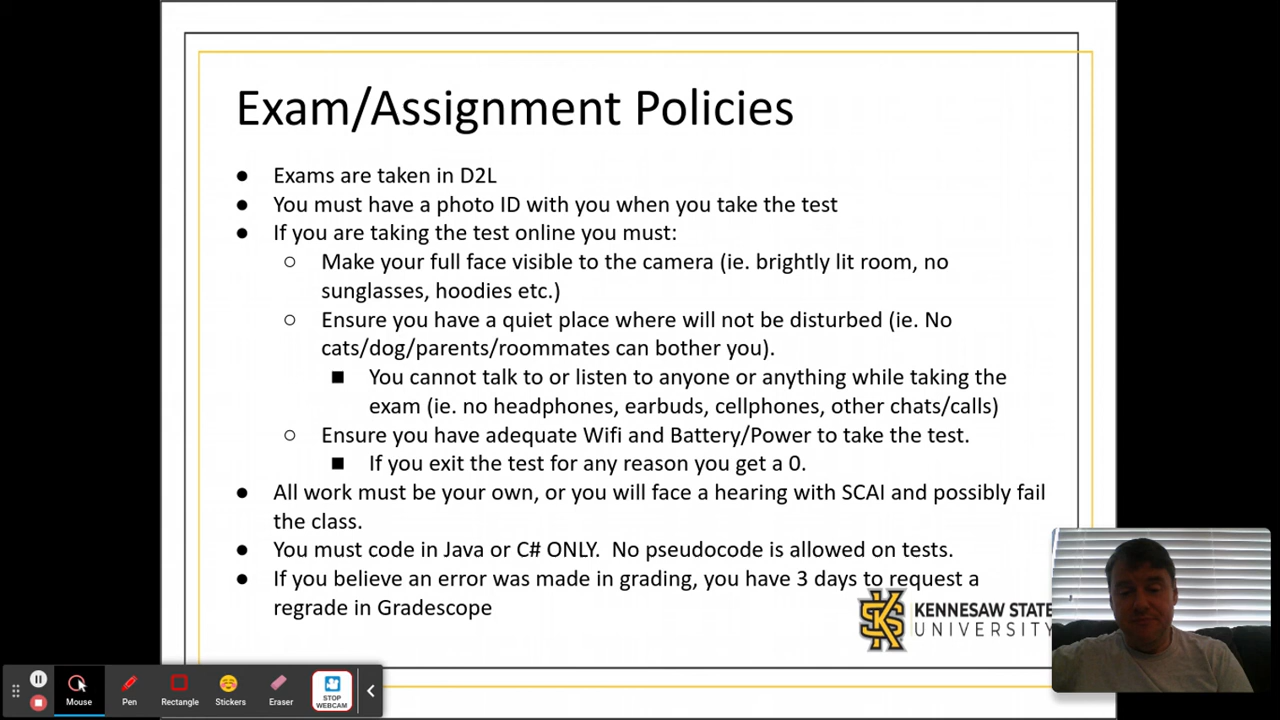 Exam/Assignment Policies
● Exams are taken in D2L
● You must have a photo ID with you when you take the test
● If you are taking the test online you must:
○ Make your full face visible to the camera (ie. brightly lit room, no
sunglasses, hoodies etc.)
○ Ensure you have a quiet place where will not be disturbed (ie. No
cats/dog/parents/roommates can bother you).
■ You cannot talk to or listen to anyone or anything while taking the
exam (ie. no headphones, earbuds, cellphones, other chats/calls)
○ Ensure you have adequate Wifi and Battery/Power to take the test.
■ If you exit the test for any reason you get a 0.
● All work must be your own, or you will face a hearing with SCAI and possibly fail
the class.
● You must code in Java or C# ONLY.  No pseudocode is allowed on tests.
● If you believe an error was made in grading, you have 3 days to request a
regrade in Gradescope
KS
KENNESAW STATE
UNIVERSITY
Mouse
Pen
Rectangle
Stickers
Eraser
STOP
WEBCAM